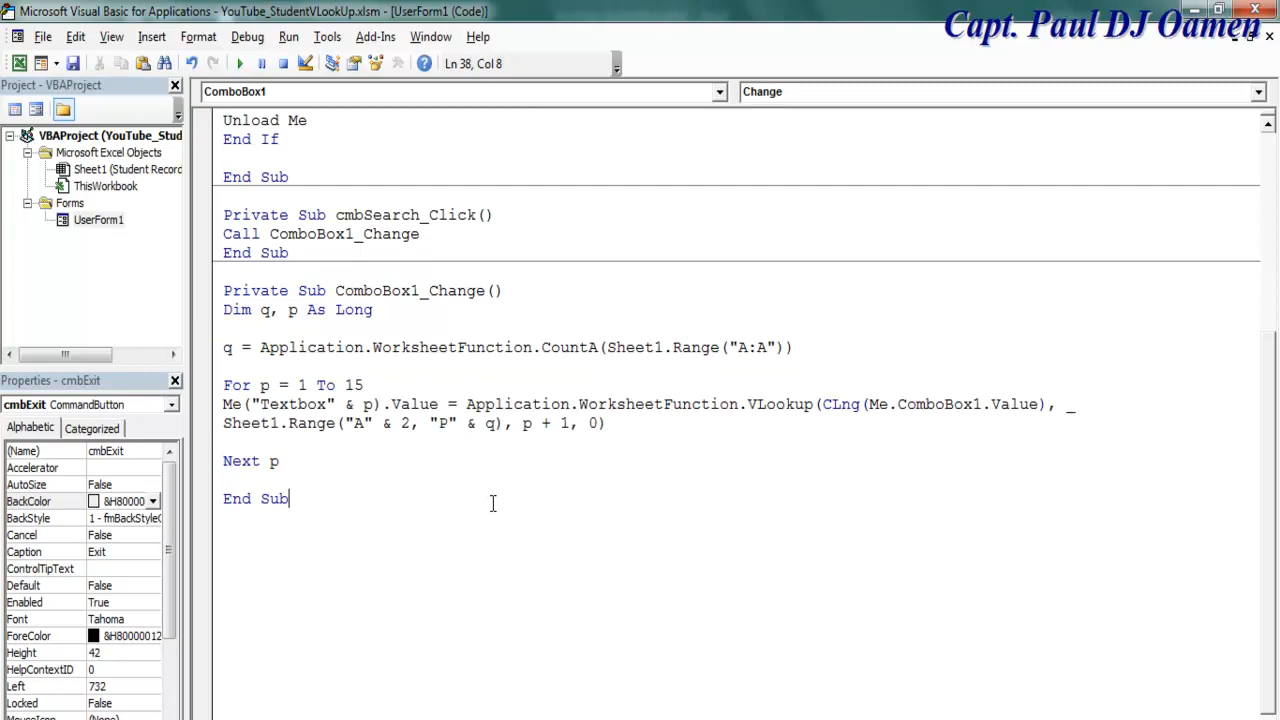 Microsoft Visual Basic for Applications - YouTube_StudentVLookUp.xlsm - [UserForm1 (Code)]
Capt. Paul DJ Oamen
File Edit View Insert Format Debug Run Tools Add-Ins Window Help
Ln 38, Col 8
Project - VBAProject
VBAProject (YouTube_Stud
Microsoft Excel Objects
Sheet1 (Student Record
ThisWorkbook
Forms
UserForm1
Properties - cmbExit
cmbExit CommandButton
Alphabetic Categorized
(Name) cmbExit
Accelerator
AutoSize False
BackColor &H80000
BackStyle 1 - fmBackStyleO
Cancel False
Caption Exit
ControlTipText
Default False
Enabled True
Font Tahoma
ForeColor &H80000012
Height 42
HelpContextID 0
Left 732
Locked False
MouseIcon (None)
ComboBox1 Change
Unload Me
End If
End Sub
Private Sub cmbSearch_Click()
Call ComboBox1_Change
End Sub
Private Sub ComboBox1_Change()
Dim q, p As Long
q = Application.WorksheetFunction.CountA(Sheet1.Range("A:A"))
For p = 1 To 15
Me("Textbox" & p).Value = Application.WorksheetFunction.VLookup(CLng(Me.ComboBox1.Value), _
Sheet1.Range("A" & 2, "P" & q), p + 1, 0)
Next p
End Sub